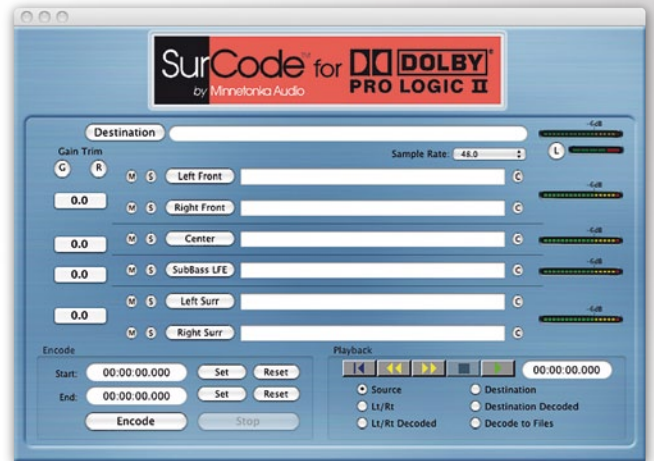 SurCode™ for DOLBY
by Minnetonka Audio PRO LOGIC II
Destination
-6dB
Gain Trim
Sample Rate: 48.0
L
G R
M S Left Front C
0.0
-6dB
M S Right Front C
0.0
M S Center C
-6dB
0.0
M S SubBass LFE C
-6dB
M S Left Surr C
0.0
-6dB
M S Right Surr C
Encode
Start: 00:00:00.000 Set Reset
End: 00:00:00.000 Set Reset
Encode Stop
Playback
00:00:00.000
Source Destination
Lt/Rt Destination Decoded
Lt/Rt Decoded Decode to Files